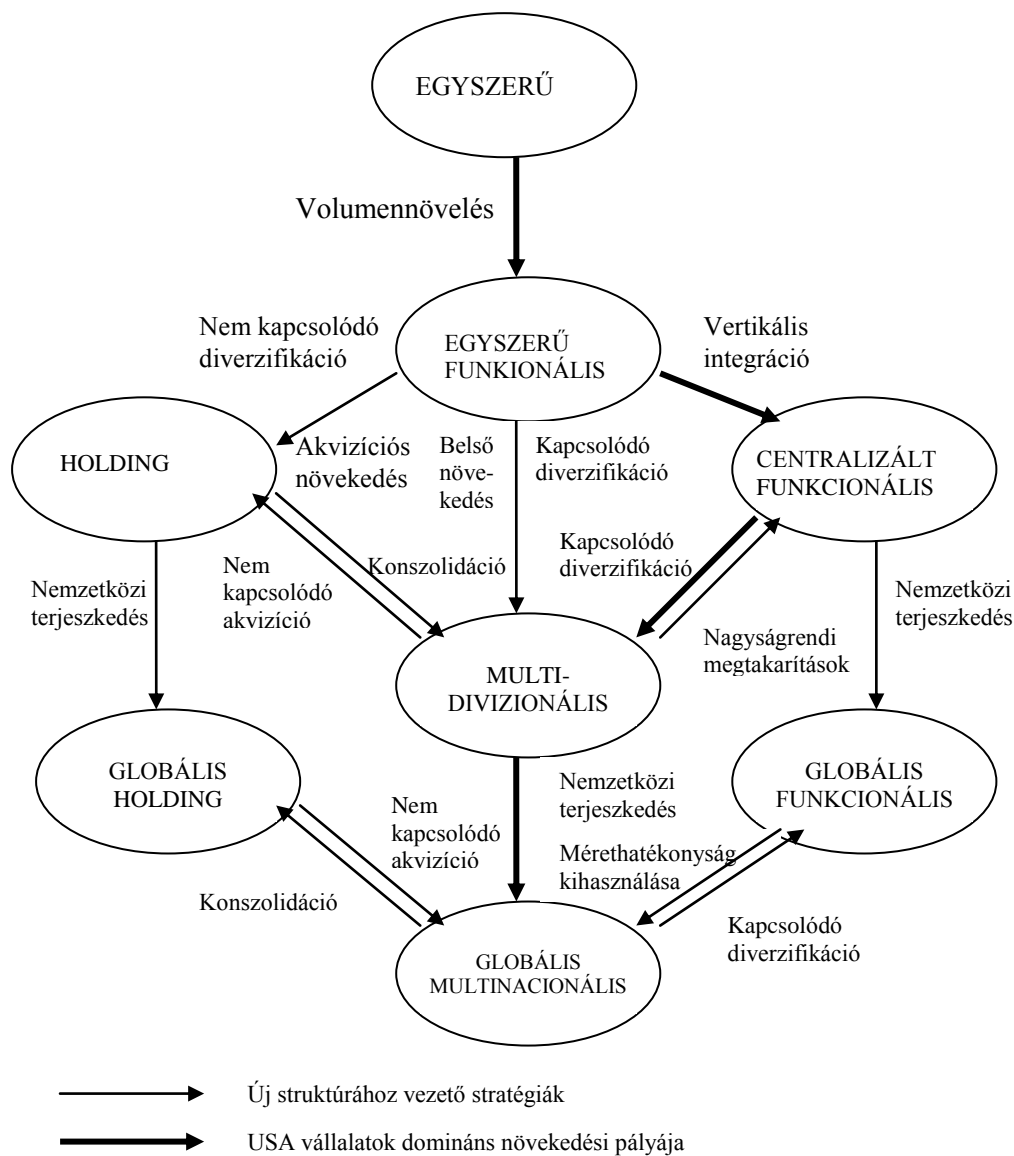 EGYSZERŰ
Volumennövelés
Nem kapcsolódó
diverzifikáció
EGYSZERŰ
FUNKIONÁLIS
Vertikális
integráció
HOLDING
Akvizíciós
növekedés
Belső
növe-
kedés
Kapcsolódó
diverzifikáció
CENTRALIZÁLT
FUNKCIONÁLIS
Nemzetközi
terjeszkedés
Nem
kapcsolódó
akvizíció
Konszolidáció
Kapcsolódó
diverzifikáció
Nemzetközi
terjeszkedés
Nagyságrendi
megtakarítások
MULTI-
DIVIZIONÁLIS
GLOBÁLIS
HOLDING
Nem
kapcsolódó
akvizíció
Nemzetközi
terjeszkedés
GLOBÁLIS
FUNKCIONÁLIS
Mérethatékonyság
kihasználása
Konszolidáció
Kapcsolódó
diverzifikáció
GLOBÁLIS
MULTINACIONÁLIS
Új struktúrához vezető stratégiák
USA vállalatok domináns növekedési pályája